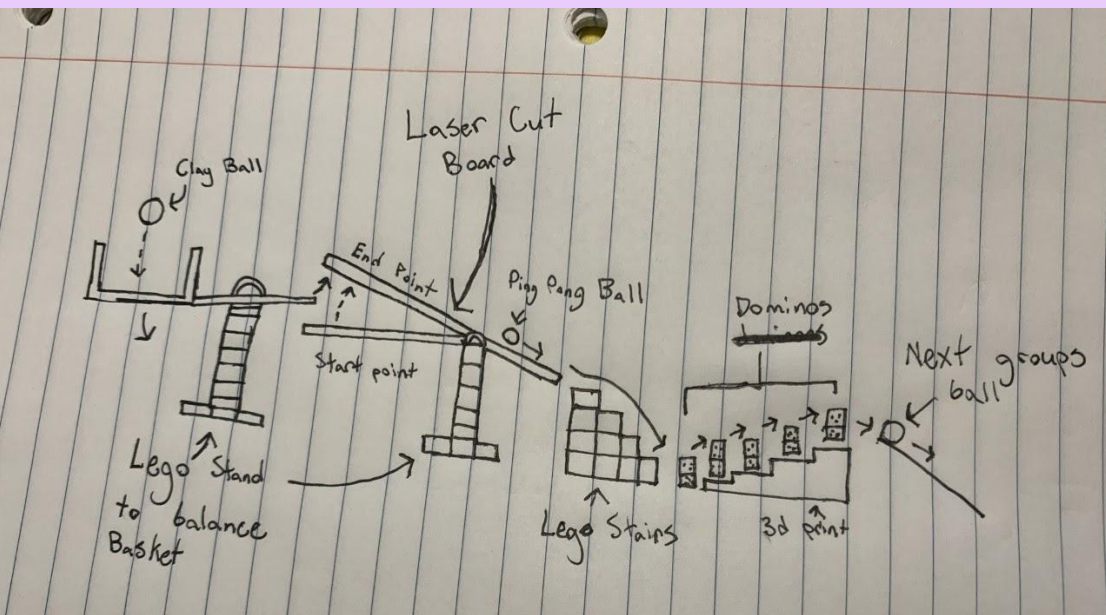 Laser Cut
Board
Clay Ball
End Point
Ping Pong Ball
Start point
Dominos
Next groups
ball
Lego Stand
to balance
Basket
Lego Stairs
3d print